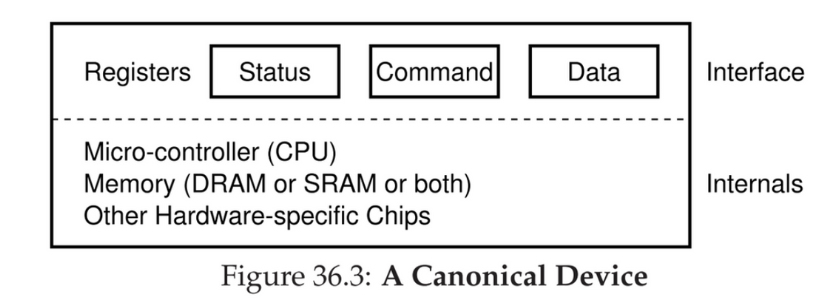 Registers Status Command Data Interface
Micro-controller (CPU)
Memory (DRAM or SRAM or both) Internals
Other Hardware-specific Chips
Figure 36.3: A Canonical Device